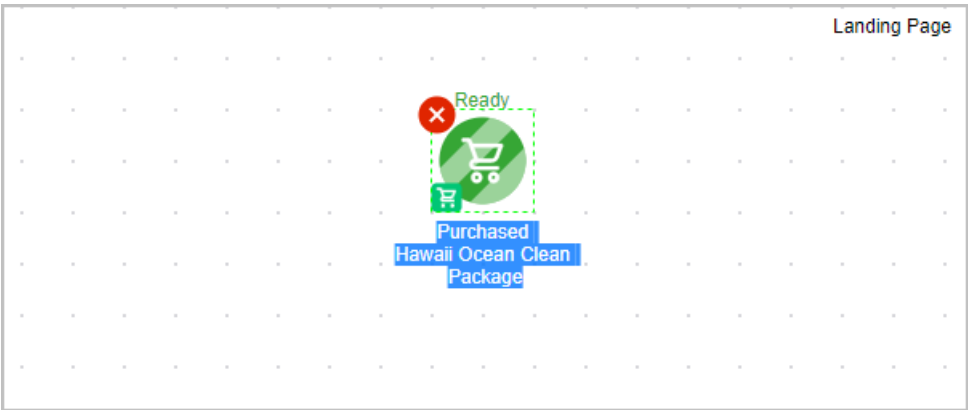 Landing Page
Ready
Purchased
Hawaii Ocean Clean
Package